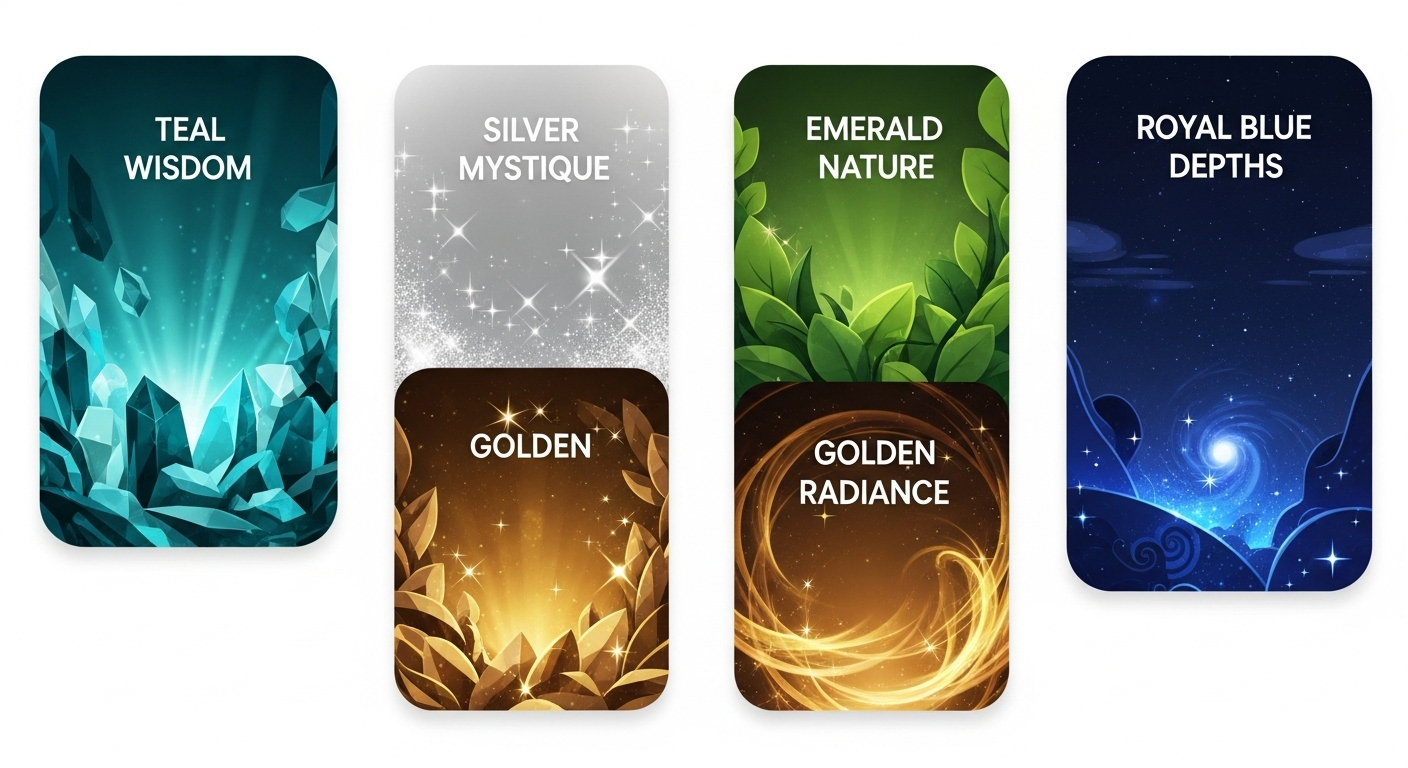 TEAL
WISDOM
SILVER
MYSTIQUE
GOLDEN
EMERALD
NATURE
GOLDEN
RADIANCE
ROYAL BLUE
DEPTHS